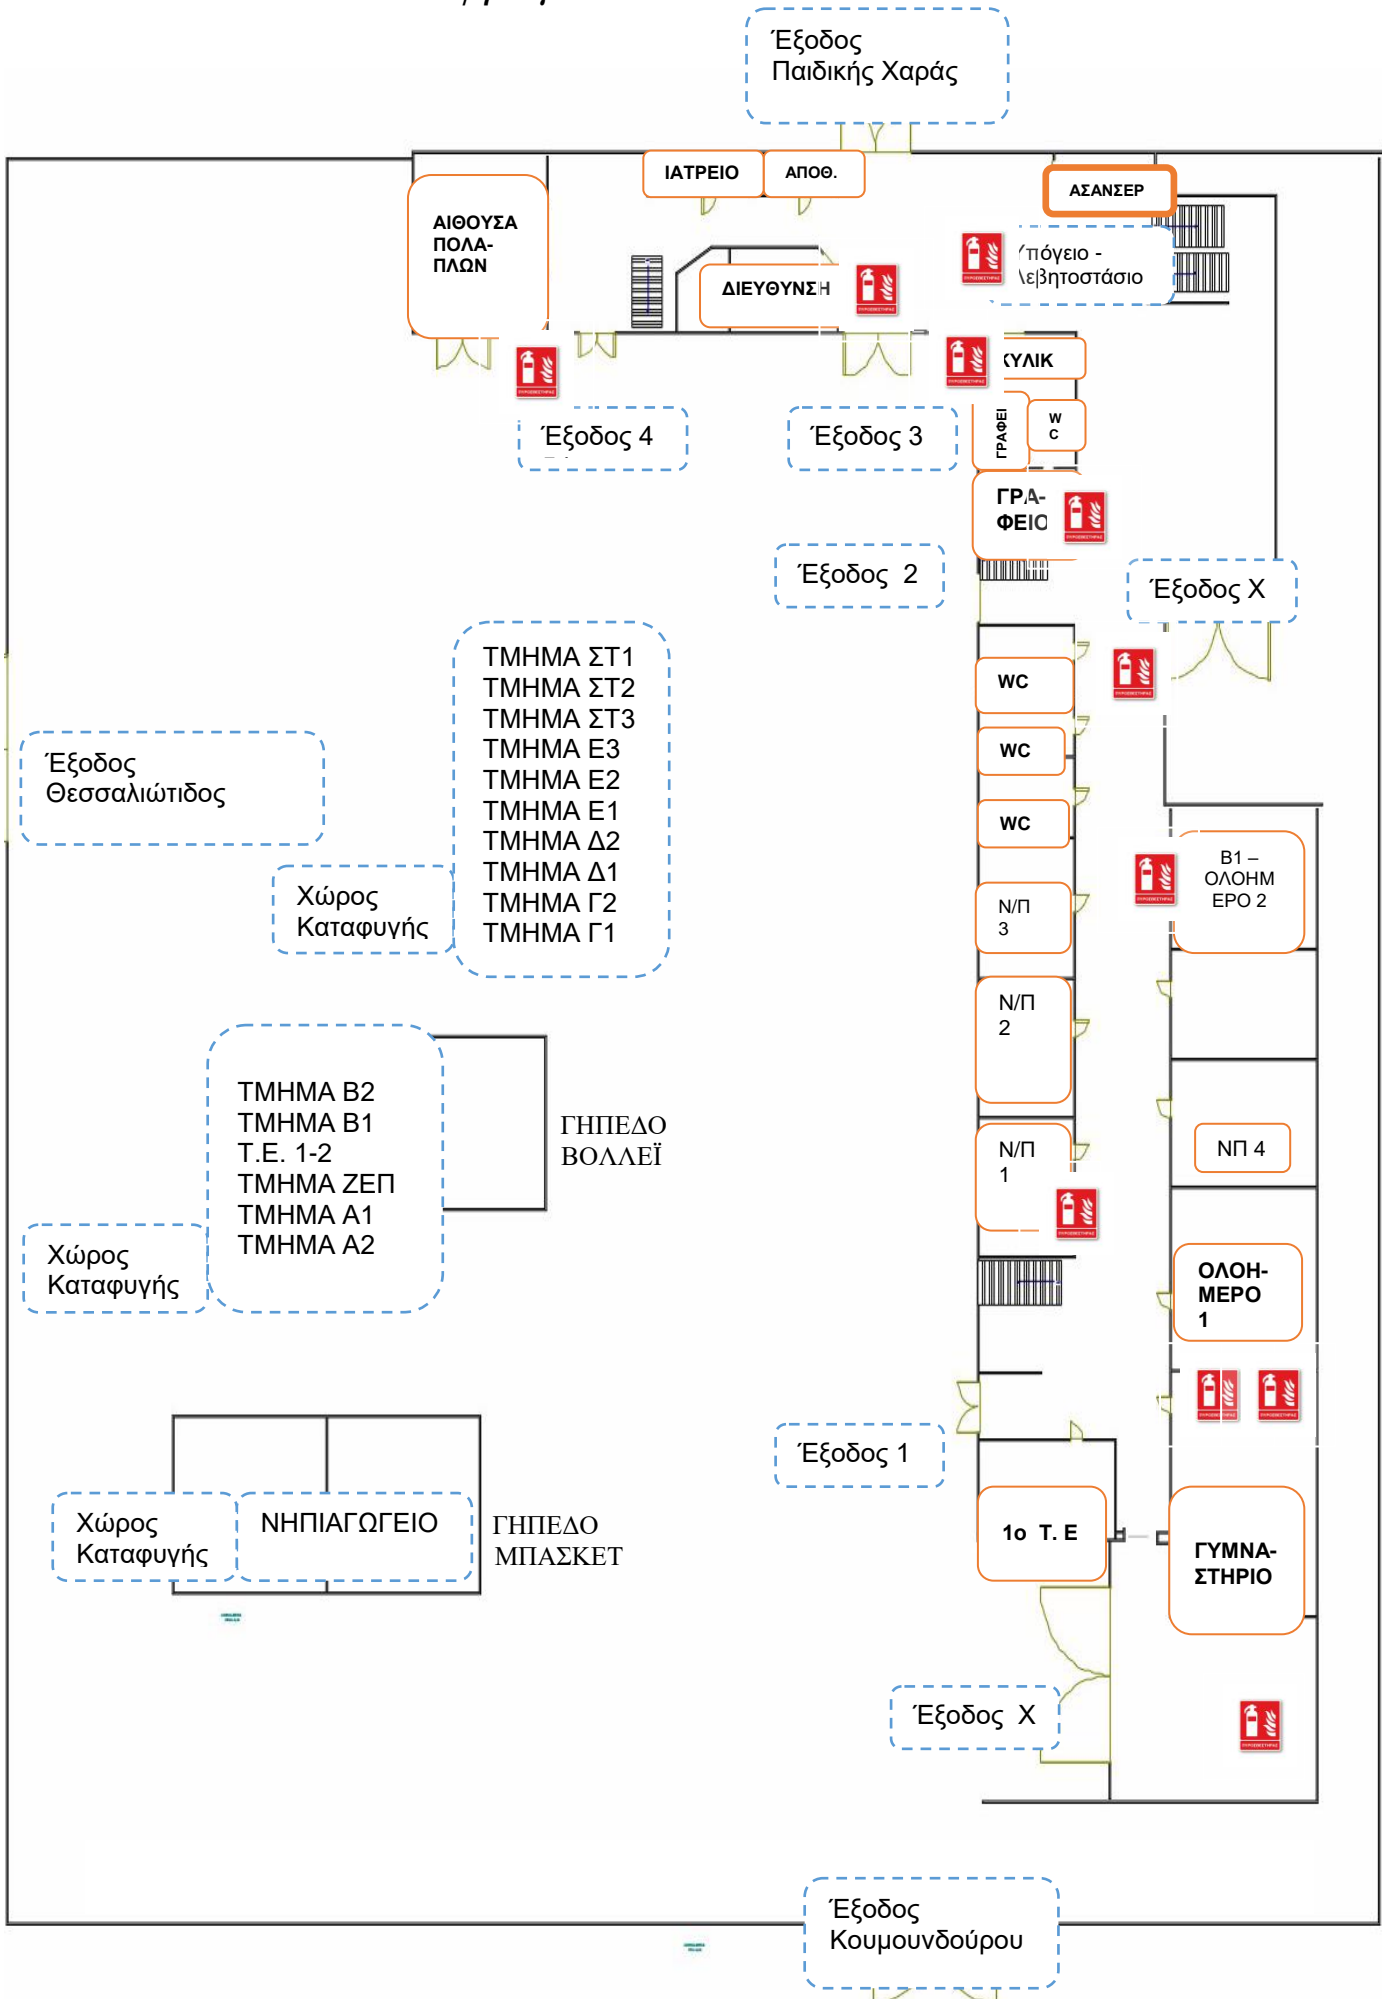 Έξοδος
Παιδικής Χαράς
ΙΑΤΡΕΙΟ
ΑΠΟΘ.
ΑΣΑΝΣΕΡ
ΑΙΘΟΥΣΑ
ΠΟΛΑ-
ΠΛΩΝ
ΔΙΕΥΘΥΝΣΗ
Υπόγειο -
Λεβητοστάσιο
ΚΥΛΙΚ
ΓΡΑΦΕΙ
W
C
Έξοδος 4
Έξοδος 3
ΓΡΑ-
ΦΕΙΟ
Έξοδος 2
Έξοδος Χ
ΤΜΗΜΑ ΣΤ1
ΤΜΗΜΑ ΣΤ2
ΤΜΗΜΑ ΣΤ3
ΤΜΗΜΑ Ε3
ΤΜΗΜΑ Ε2
ΤΜΗΜΑ Ε1
ΤΜΗΜΑ Δ2
ΤΜΗΜΑ Δ1
ΤΜΗΜΑ Γ2
ΤΜΗΜΑ Γ1
WC
WC
WC
Έξοδος
Θεσσαλιώτιδος
Χώρος
Καταφυγής
Β1 –
ΟΛΟΗΜ
ΕΡΟ 2
Ν/Π
3
Ν/Π
2
Ν/Π
1
ΝΠ 4
ΤΜΗΜΑ Β2
ΤΜΗΜΑ Β1
Τ.Ε. 1-2
ΤΜΗΜΑ ΖΕΠ
ΤΜΗΜΑ Α1
ΤΜΗΜΑ Α2
ΓΗΠΕΔΟ
ΒΟΛΛΕΪ
Χώρος
Καταφυγής
ΟΛΟΗ-
ΜΕΡΟ
1
Έξοδος 1
Χώρος
Καταφυγής
ΝΗΠΙΑΓΩΓΕΙΟ
ΓΗΠΕΔΟ
ΜΠΑΣΚΕΤ
1ο Τ. Ε
ΓΥΜΝΑ-
ΣΤΗΡΙΟ
Έξοδος Χ
Έξοδος
Κουμουνδούρου